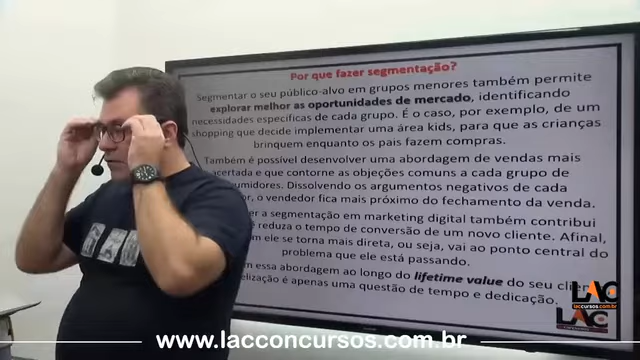 Por que fazer segmentação?
Segmentar o seu público-alvo em grupos menores também permite
explorar melhor as oportunidades de mercado, identificando
necessidades específicas de cada grupo. É o caso, por exemplo, de um
shopping que decide implementar uma área kids, para que as crianças
brinquem enquanto os pais fazem compras.
Também é possível desenvolver uma abordagem de vendas mais
acertada e que contorne as objeções comuns a cada grupo de
umidores. Dissolvendo os argumentos negativos de cada
or, o vendedor fica mais próximo do fechamento da venda.
er a segmentação em marketing digital também contribui
e reduza o tempo de conversão de um novo cliente. Afinal,
m ele se torna mais direta, ou seja, vai ao ponto central do
problema que ele está passando.
m essa abordagem ao longo do lifetime value do seu clien
elização é apenas uma questão de tempo e dedicação.
LAC
lacconcursos.com.br
LAC
www.lacconcursos.com.br